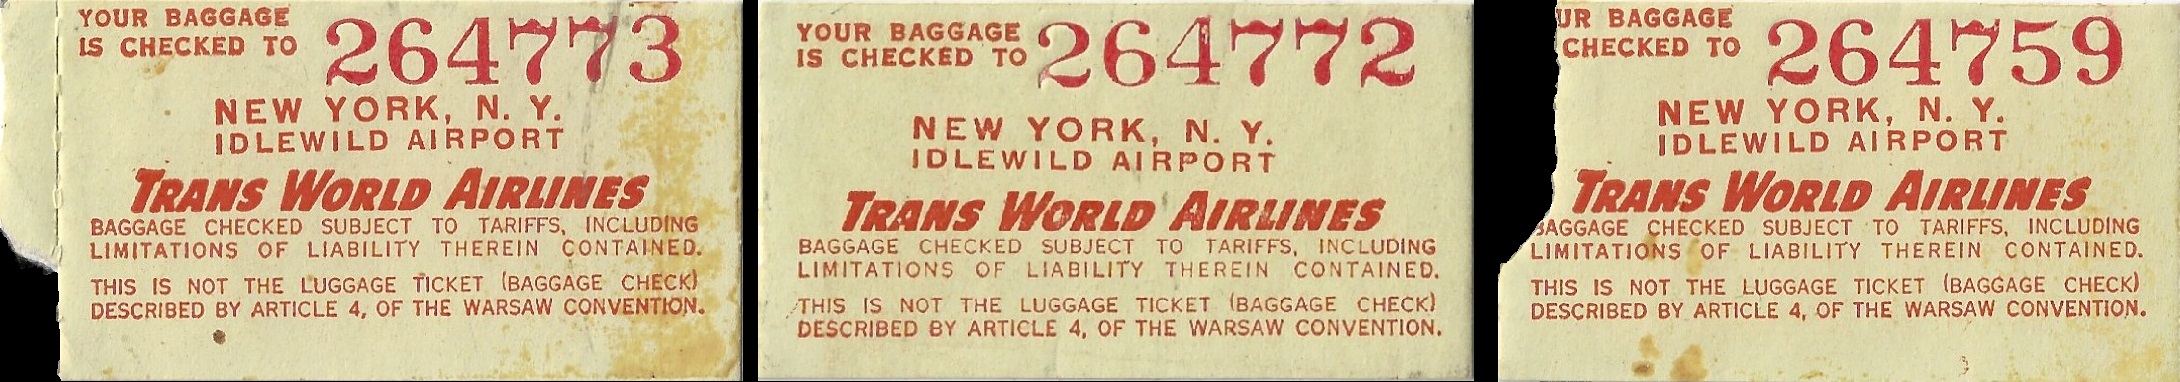 YOUR BAGGAGE
IS CHECKED TO
264773
NEW YORK, N. Y.
IDLEWILD AIRPORT
TRANS WORLD AIRLINES
BAGGAGE CHECKED SUBJECT TO TARIFFS, INCLUDING
LIMITATIONS OF LIABILITY THEREIN CONTAINED.
THIS IS NOT THE LUGGAGE TICKET (BAGGAGE CHECK)
DESCRIBED BY ARTICLE 4, OF THE WARSAW CONVENTION.
YOUR BAGGAGE
IS CHECKED TO
264772
NEW YORK, N. Y.
IDLEWILD AIRPORT
TRANS WORLD AIRLINES
BAGGAGE CHECKED SUBJECT TO TARIFFS, INCLUDING
LIMITATIONS OF LIABILITY THEREIN CONTAINED.
THIS IS NOT THE LUGGAGE TICKET (BAGGAGE CHECK)
DESCRIBED BY ARTICLE 4, OF THE WARSAW CONVENTION.
UR BAGGAGE
CHECKED TO
264759
NEW YORK, N. Y.
IDLEWILD AIRPORT
TRANS WORLD AIRLINES
BAGGAGE CHECKED SUBJECT TO TARIFFS, INCLUDING
LIMITATIONS OF LIABILITY THEREIN CONTAINED.
THIS IS NOT THE LUGGAGE TICKET (BAGGAGE CHECK)
DESCRIBED BY ARTICLE 4, OF THE WARSAW CONVENTION.